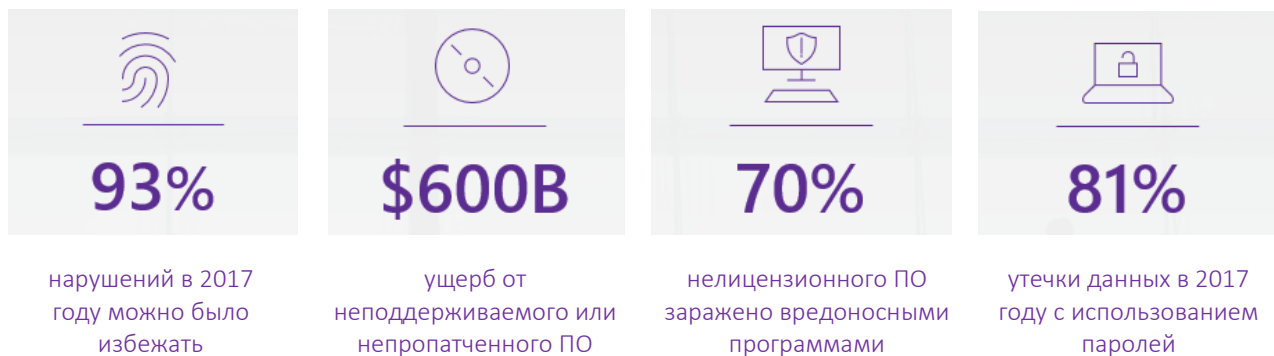 93%
нарушений в 2017
году можно было
избежать
$600B
ущерб от
неподдерживаемого или
непропатченного ПО
70%
нелицензионного ПО
заражено вредоносными
программами
81%
утечки данных в 2017
году с использованием
паролей